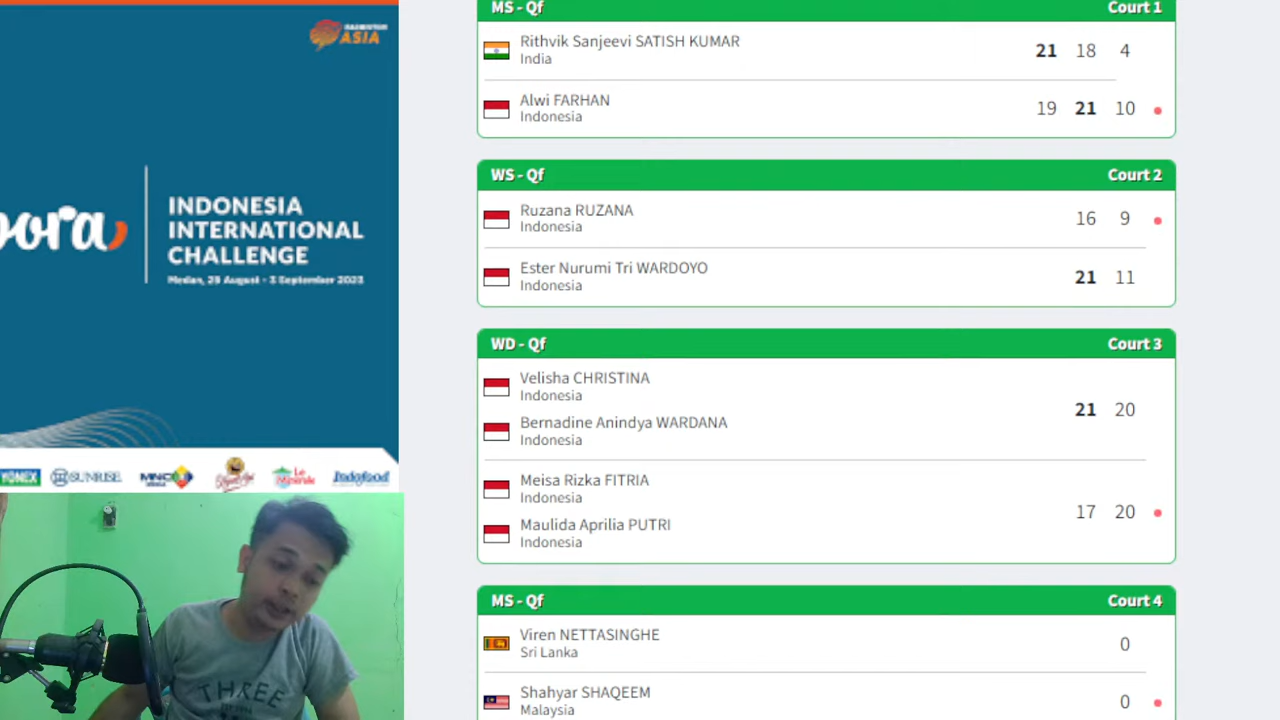 BADMINTON
ASIA
INDONESIA
INTERNATIONAL
CHALLENGE
Medan, 29 August - 3 September 2023
YONEX
SUNRISE
Le
Minerale
Indofood
THREE
MS - Qf Court 1
Rithvik Sanjeevi SATISH KUMAR
India
21 18 4
Alwi FARHAN
Indonesia
19 21 10
WS - Qf Court 2
Ruzana RUZANA
Indonesia
16 9
Ester Nurumi Tri WARDOYO
Indonesia
21 11
WD - Qf Court 3
Velisha CHRISTINA
Indonesia
Bernadine Anindya WARDANA
Indonesia
21 20
Meisa Rizka FITRIA
Indonesia
Maulida Aprilia PUTRI
Indonesia
17 20
MS - Qf Court 4
Viren NETTASINGHE
Sri Lanka
0
Shahyar SHAQEEM
Malaysia
0